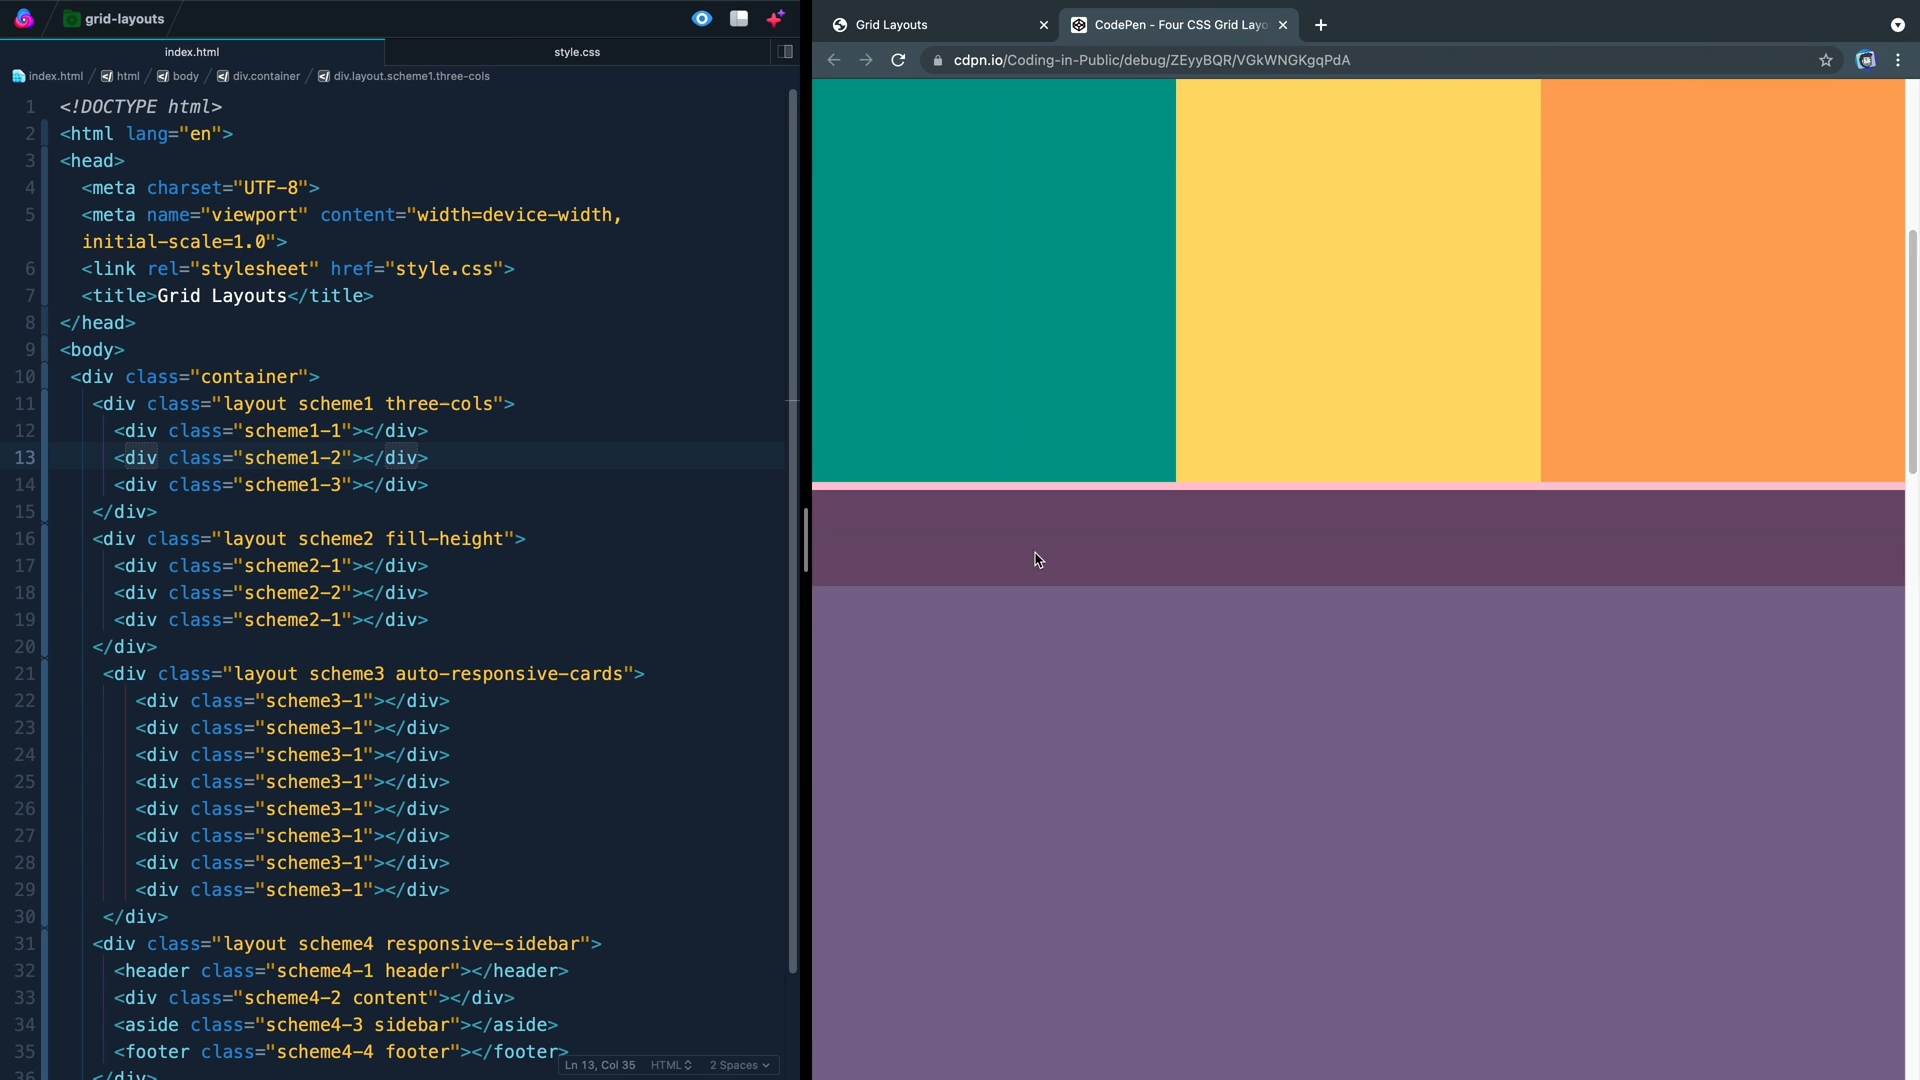 grid-layouts
index.html
style.css
index.html / html / body / div.container / div.layout.scheme1.three-cols
1 <!DOCTYPE html>
2 <html lang="en">
3 <head>
4 <meta charset="UTF-8">
5 <meta name="viewport" content="width=device-width,
initial-scale=1.0">
6 <link rel="stylesheet" href="style.css">
7 <title>Grid Layouts</title>
8 </head>
9 <body>
10 <div class="container">
11 <div class="layout scheme1 three-cols">
12 <div class="scheme1-1"></div>
13 <div class="scheme1-2"></div>
14 <div class="scheme1-3"></div>
15 </div>
16 <div class="layout scheme2 fill-height">
17 <div class="scheme2-1"></div>
18 <div class="scheme2-2"></div>
19 <div class="scheme2-1"></div>
20 </div>
21 <div class="layout scheme3 auto-responsive-cards">
22 <div class="scheme3-1"></div>
23 <div class="scheme3-1"></div>
24 <div class="scheme3-1"></div>
25 <div class="scheme3-1"></div>
26 <div class="scheme3-1"></div>
27 <div class="scheme3-1"></div>
28 <div class="scheme3-1"></div>
29 <div class="scheme3-1"></div>
30 </div>
31 <div class="layout scheme4 responsive-sidebar">
32 <header class="scheme4-1 header"></header>
33 <div class="scheme4-2 content"></div>
34 <aside class="scheme4-3 sidebar"></aside>
35 <footer class="scheme4-4 footer"></footer>
36 </div>
Ln 13, Col 35 HTML 2 Spaces
Grid Layouts
CodePen - Four CSS Grid Layo
cdpn.io/Coding-in-Public/debug/ZEyyBQR/VGkWNGKgqPdA